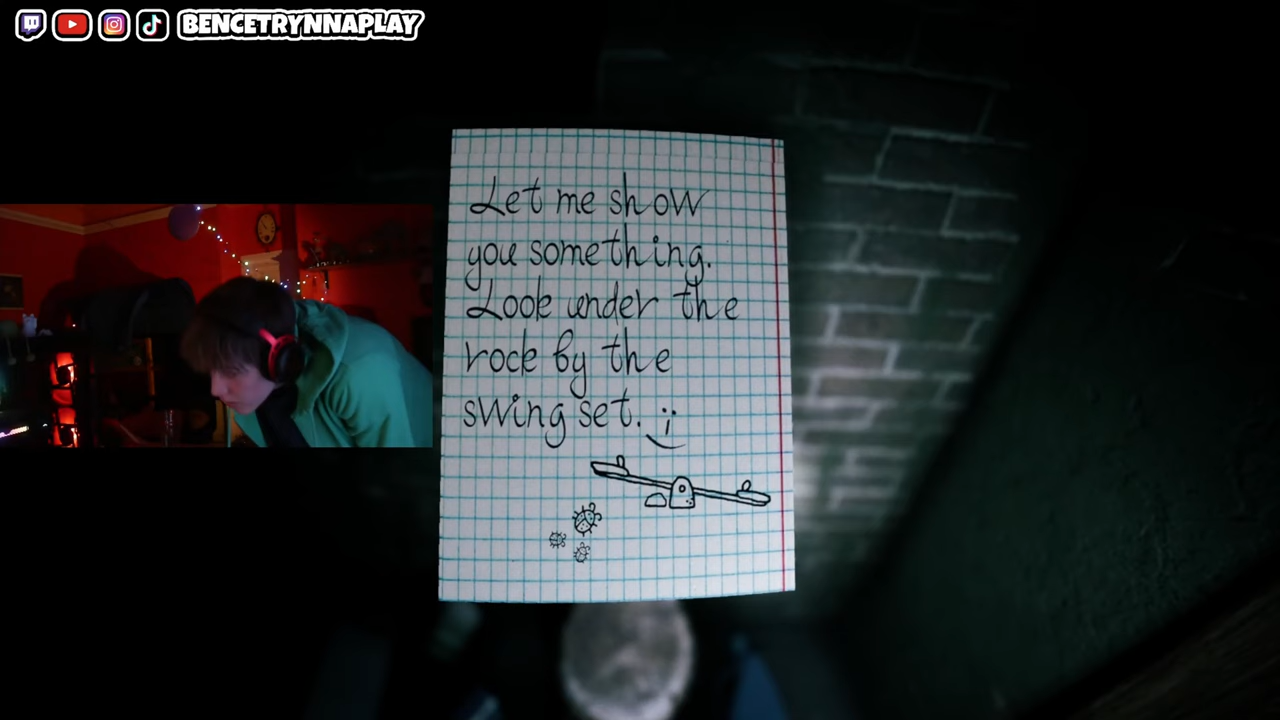 BENCETRYNNAPLAY
Let me show
you something.
Look under the
rock by the
swing set. :)